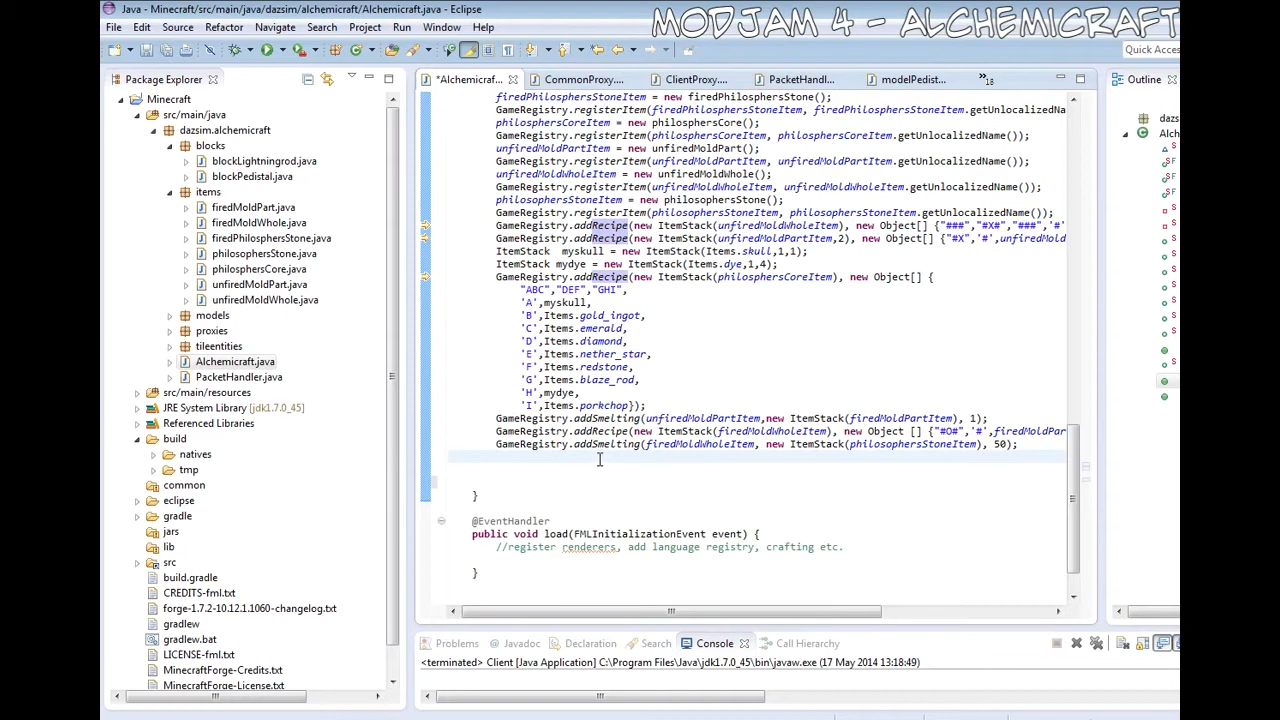 Java - Minecraft/src/main/java/dazsim/alchemicraft/Alchemicraft.java - Eclipse
MODJAM 4 - ALCHEMICRAFT
File Edit Source Refactor Navigate Search Project Run Window Help
Quick Acces
Package Explorer
*Alchemicraf... CommonProxy.... ClientProxy.... PacketHandl... modelPedist... »18
Outline
Minecraft
src/main/java
dazsim.alchemicraft
blocks
blockLightningrod.java
blockPedistal.java
items
firedMoldPart.java
firedMoldWhole.java
firedPhilosphersStone.java
philosphersStone.java
philosphersCore.java
unfiredMoldPart.java
unfiredMoldWhole.java
models
proxies
tileentities
Alchemicraft.java
PacketHandler.java
src/main/resources
JRE System Library [jdk1.7.0_45]
Referenced Libraries
build
natives
tmp
common
eclipse
gradle
jars
lib
src
build.gradle
CREDITS-fml.txt
forge-1.7.2-10.12.1.1060-changelog.txt
gradlew
gradlew.bat
LICENSE-fml.txt
MinecraftForge-Credits.txt
MinecraftForge-License.txt
firedPhilosphersStoneItem = new firedPhilosphersStone();
GameRegistry.registerItem(firedPhilosphersStoneItem, firedPhilosphersStoneItem.getUnlocalizedNa
philosphersCoreItem = new philosphersCore();
GameRegistry.registerItem(philosphersCoreItem, philosphersCoreItem.getUnlocalizedName());
unfiredMoldPartItem = new unfiredMoldPart();
GameRegistry.registerItem(unfiredMoldPartItem, unfiredMoldPartItem.getUnlocalizedName());
unfiredMoldWholeItem = new unfiredMoldWhole();
GameRegistry.registerItem(unfiredMoldWholeItem, unfiredMoldWholeItem.getUnlocalizedName());
philosphersStoneItem = new philosphersStone();
GameRegistry.registerItem(philosphersStoneItem, philosphersStoneItem.getUnlocalizedName());
GameRegistry.addRecipe(new ItemStack(unfiredMoldWholeItem), new Object[] {"###","#X#","###",'#'
GameRegistry.addRecipe(new ItemStack(unfiredMoldPartItem,2), new Object[] {"#X",'#',unfiredMold
ItemStack myskull = new ItemStack(Items.skull,1,1);
ItemStack mydye = new ItemStack(Items.dye,1,4);
GameRegistry.addRecipe(new ItemStack(philosphersCoreItem), new Object[] {
"ABC","DEF","GHI",
'A',myskull,
'B',Items.gold_ingot,
'C',Items.emerald,
'D',Items.diamond,
'E',Items.nether_star,
'F',Items.redstone,
'G',Items.blaze_rod,
'H',mydye,
'I',Items.porkchop});
GameRegistry.addSmelting(unfiredMoldPartItem,new ItemStack(firedMoldPartItem), 1);
GameRegistry.addRecipe(new ItemStack(firedMoldWholeItem), new Object [] {"#O#",'#',firedMoldPar
GameRegistry.addSmelting(firedMoldWholeItem, new ItemStack(philosphersStoneItem), 50);
}
@EventHandler
public void load(FMLInitializationEvent event) {
//register renderers, add language registry, crafting etc.
}
dazs
Alch
Problems Javadoc Declaration Search Console Call Hierarchy
<terminated> Client [Java Application] C:\Program Files\Java\jdk1.7.0_45\bin\javaw.exe (17 May 2014 13:18:49)